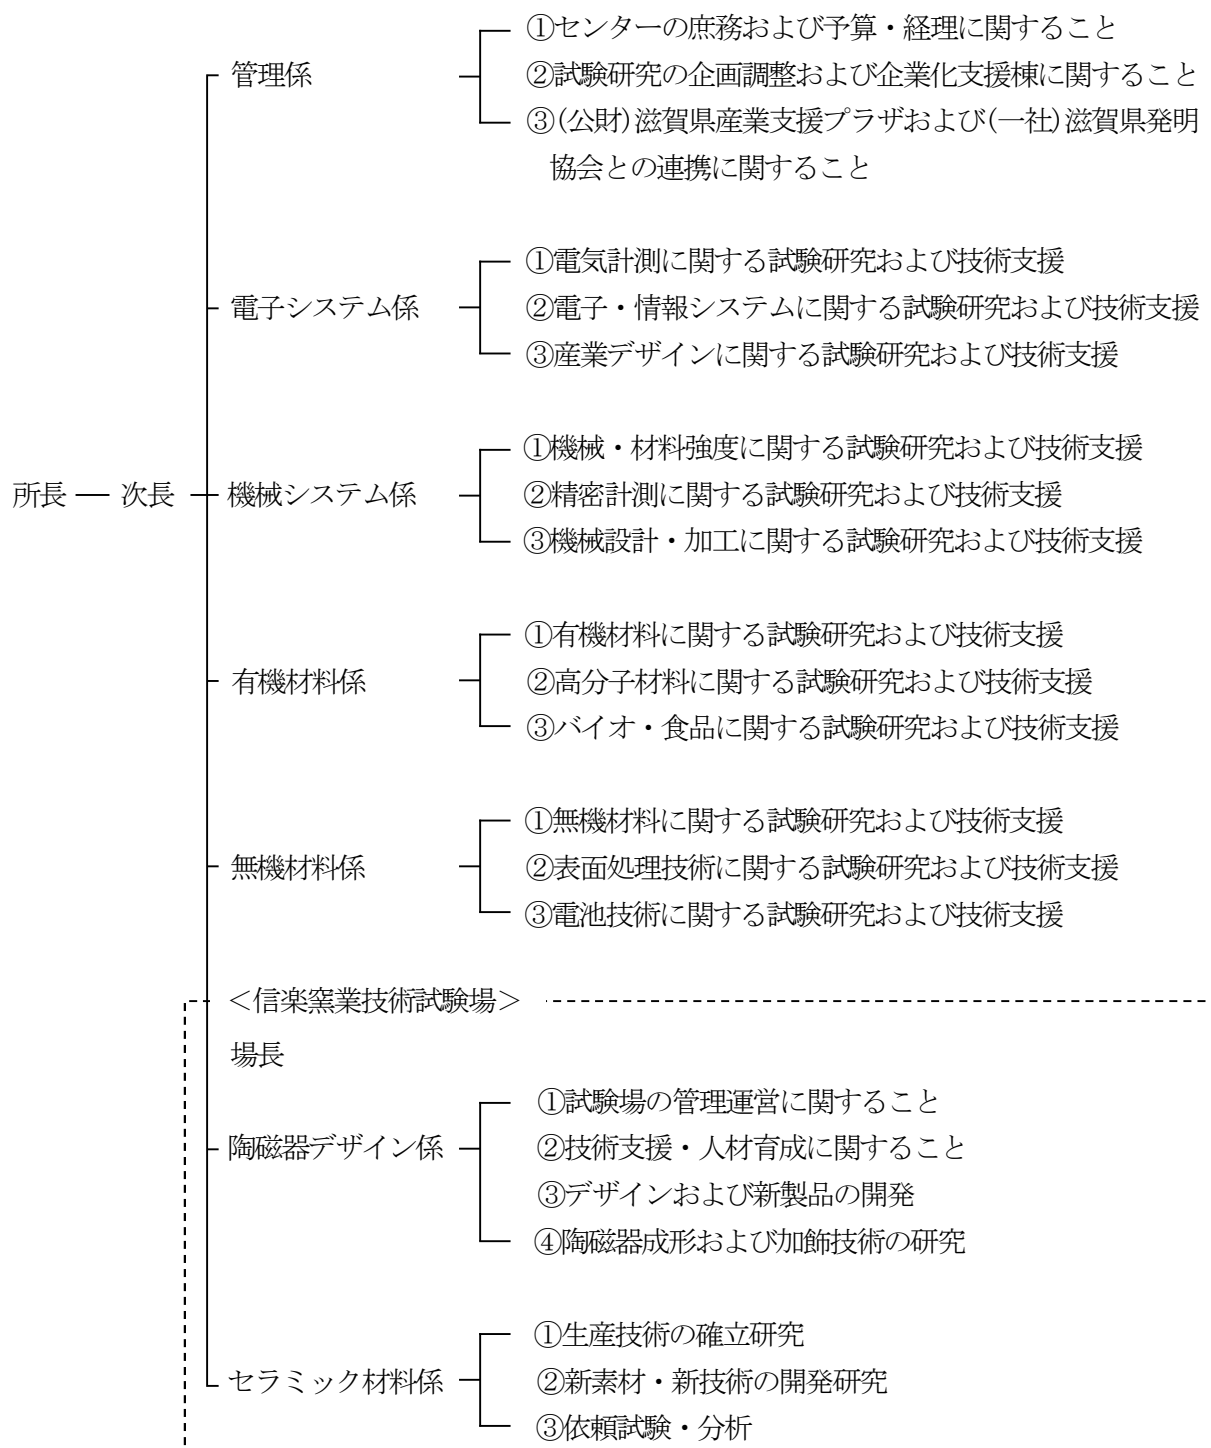 所長
次長
管理係
①センターの庶務および予算・経理に関すること
②試験研究の企画調整および企業化支援棟に関すること
③(公財)滋賀県産業支援プラザおよび(一社)滋賀県発明
協会との連携に関すること
電子システム係
①電気計測に関する試験研究および技術支援
②電子・情報システムに関する試験研究および技術支援
③産業デザインに関する試験研究および技術支援
機械システム係
①機械・材料強度に関する試験研究および技術支援
②精密計測に関する試験研究および技術支援
③機械設計・加工に関する試験研究および技術支援
有機材料係
①有機材料に関する試験研究および技術支援
②高分子材料に関する試験研究および技術支援
③バイオ・食品に関する試験研究および技術支援
無機材料係
①無機材料に関する試験研究および技術支援
②表面処理技術に関する試験研究および技術支援
③電池技術に関する試験研究および技術支援
＜信楽窯業技術試験場＞
場長
陶磁器デザイン係
①試験場の管理運営に関すること
②技術支援・人材育成に関すること
③デザインおよび新製品の開発
④陶磁器成形および加飾技術の研究
セラミック材料係
①生産技術の確立研究
②新素材・新技術の開発研究
③依頼試験・分析